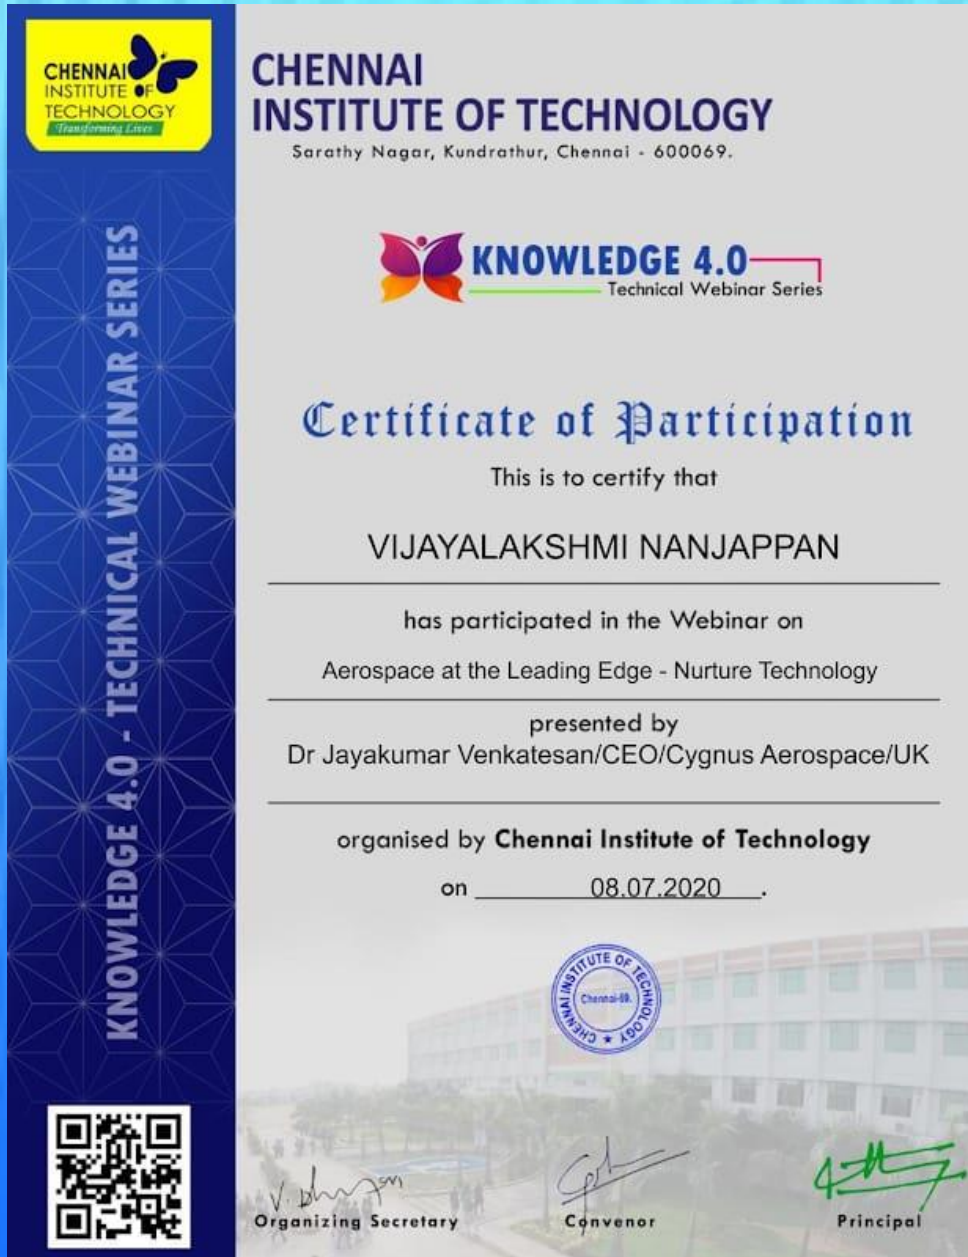 CHENNAI
INSTITUTE OF
TECHNOLOGY
Transforming Lives
CHENNAI
INSTITUTE OF TECHNOLOGY
Sarathy Nagar, Kundrathur, Chennai - 600069.
KNOWLEDGE 4.0
Technical Webinar Series
KNOWLEDGE 4.0 - TECHNICAL WEBINAR SERIES
Certificate of Participation
This is to certify that
VIJAYALAKSHMI NANJAPPAN
has participated in the Webinar on
Aerospace at the Leading Edge - Nurture Technology
presented by
Dr Jayakumar Venkatesan/CEO/Cygnus Aerospace/UK
organised by Chennai Institute of Technology
on 08.07.2020.
CHENNAI INSTITUTE OF TECHNOLOGY ★
Chennai-69.
Organizing Secretary
Convenor
Principal